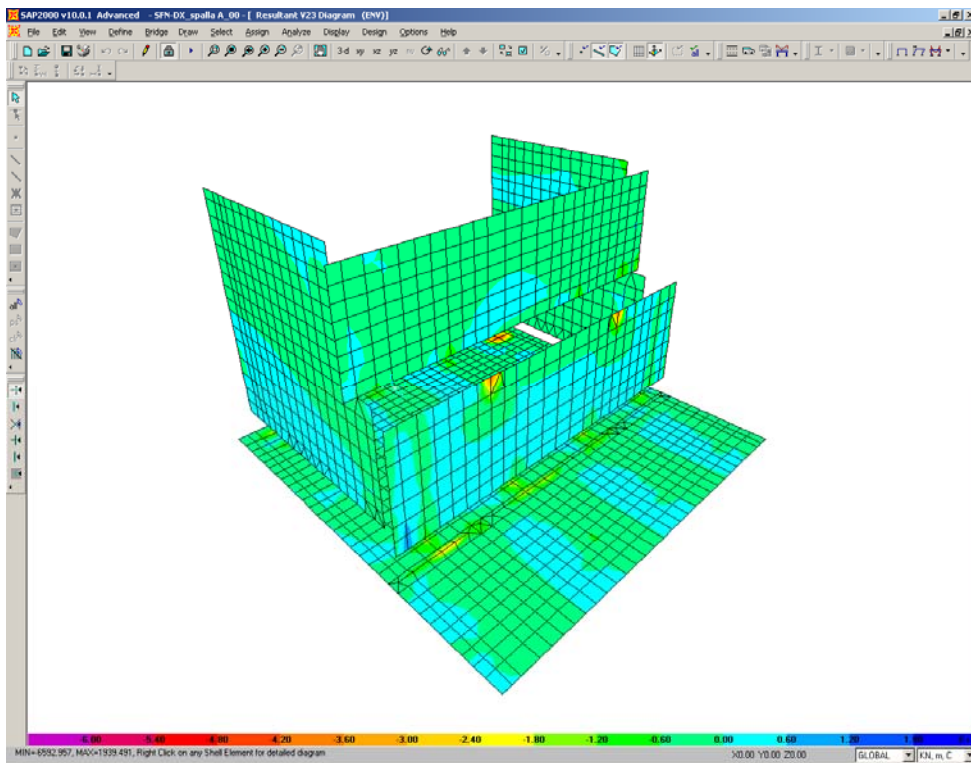 SAP2000 v10.0.1 Advanced - SFN-DX_spalla A_00 - [ Resultant V23 Diagram (ENV)]
File Edit View Define Bridge Draw Select Assign Analyze Display Design Options Help
3-d xy xz yz nv
-6.00 -4.80 -4.20 -3.60 -3.00 -2.40 -1.80 -1.20 -0.60 0.00 0.60 1.20
MIN=-6592.957, MAX=1939.491, Right Click on any Shell Element for detailed diagram X0.00 Y0.00 Z0.00 GLOBAL KN, m, C